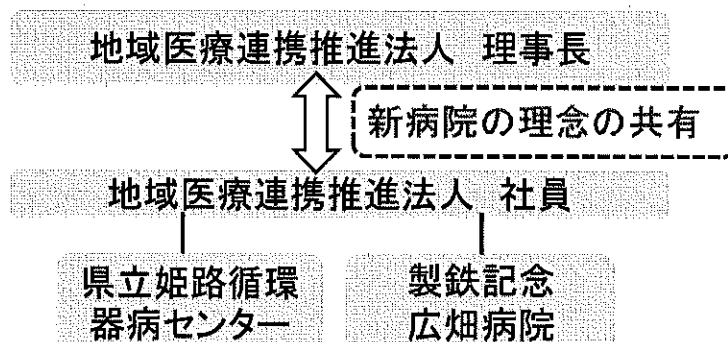 地域医療連携推進法人 理事長
新病院の理念の共有
地域医療連携推進法人 社員
県立姫路循環
器病センター
製鉄記念
広畑病院